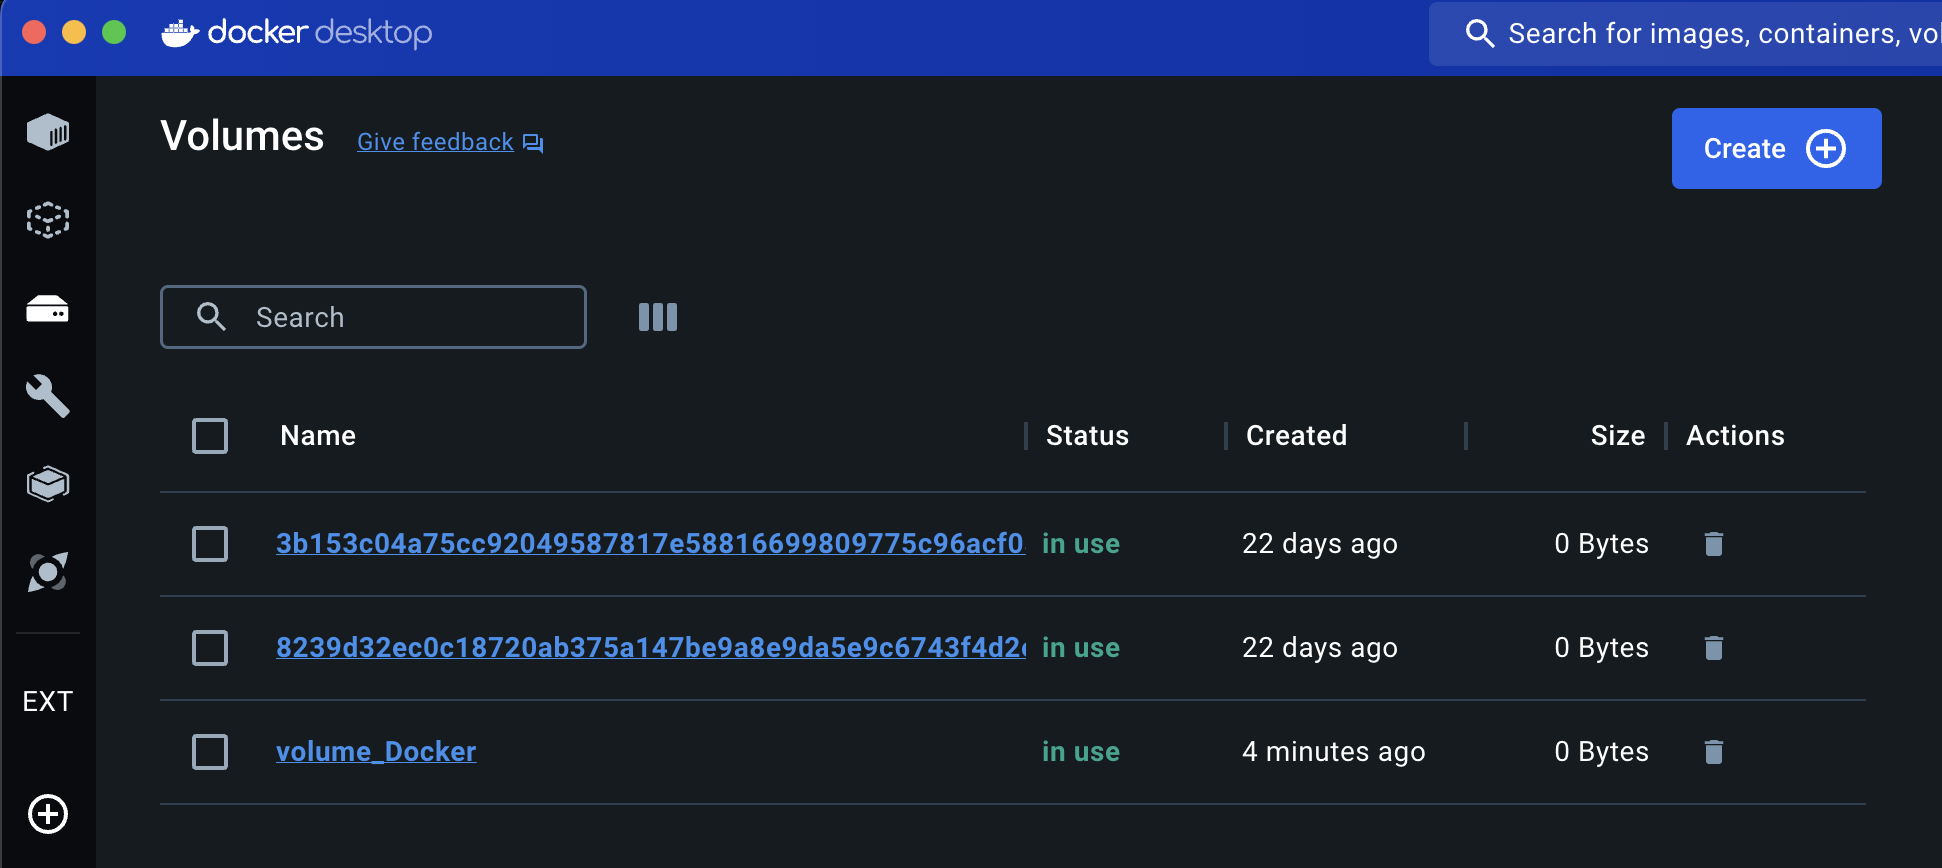 docker desktop
Search for images, containers, vol
Volumes
Give feedback
Create
Search
Name Status Created Size Actions
3b153c04a75cc92049587817e58816699809775c96acf0 in use 22 days ago 0 Bytes
8239d32ec0c18720ab375a147be9a8e9da5e9c6743f4d2 in use 22 days ago 0 Bytes
volume_Docker in use 4 minutes ago 0 Bytes
EXT